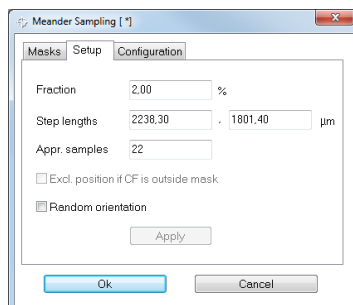 Meander Sampling [ *]
Masks Setup Configuration
Fraction 2,00 %
Step lengths 2238,30 , 1801,40 µm
Appr. samples 22
Excl. position if CF is outside mask
Random orientation
Apply
Ok Cancel